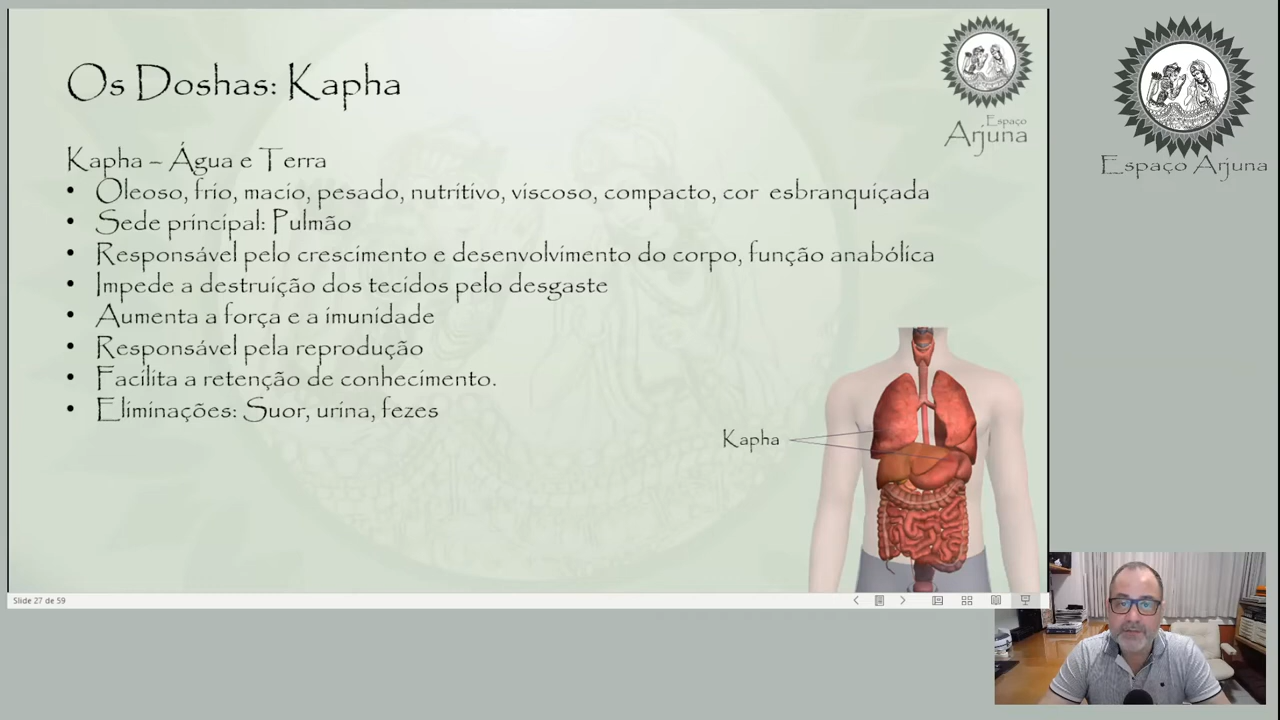 Os Doshas: Kapha
Espaço
Arjuna
Espaço Arjuna
Kapha – Água e Terra
• Oleoso, frio, macio, pesado, nutritivo, viscoso, compacto, cor esbranquiçada
• Sede principal: Pulmão
• Responsável pelo crescimento e desenvolvimento do corpo, função anabólica
• Impede a destruição dos tecidos pelo desgaste
• Aumenta a força e a imunidade
• Responsável pela reprodução
• Facilita a retenção de conhecimento.
• Eliminações: Suor, urina, fezes
Kapha
Slide 27 de 59